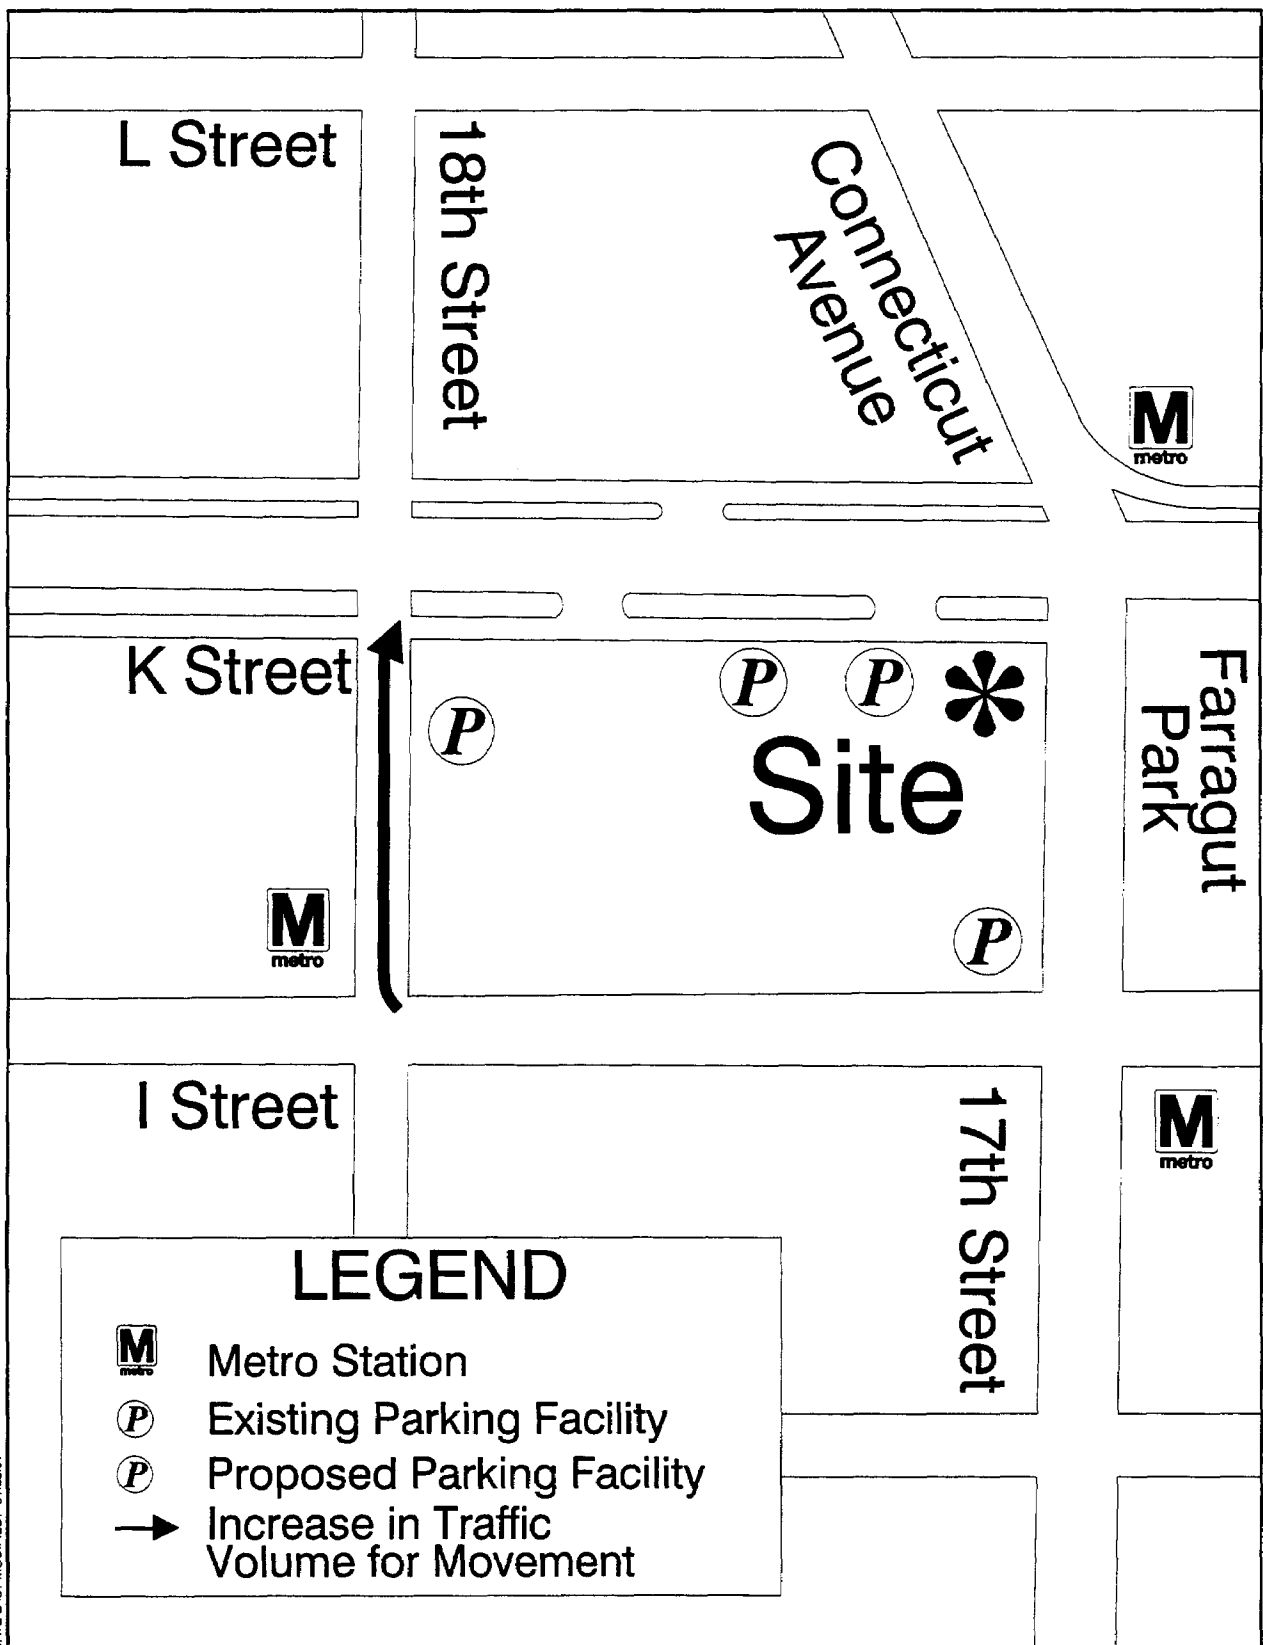 L Street
18th Street
Connecticut
Avenue
M
metro
K Street
P
P
P
Site
Farragut
Park
M
metro
P
I Street
17th Street
M
metro
LEGEND
M
metro
Metro Station
P
Existing Parking Facility
P
Proposed Parking Facility
Increase in Traffic
Volume for Movement